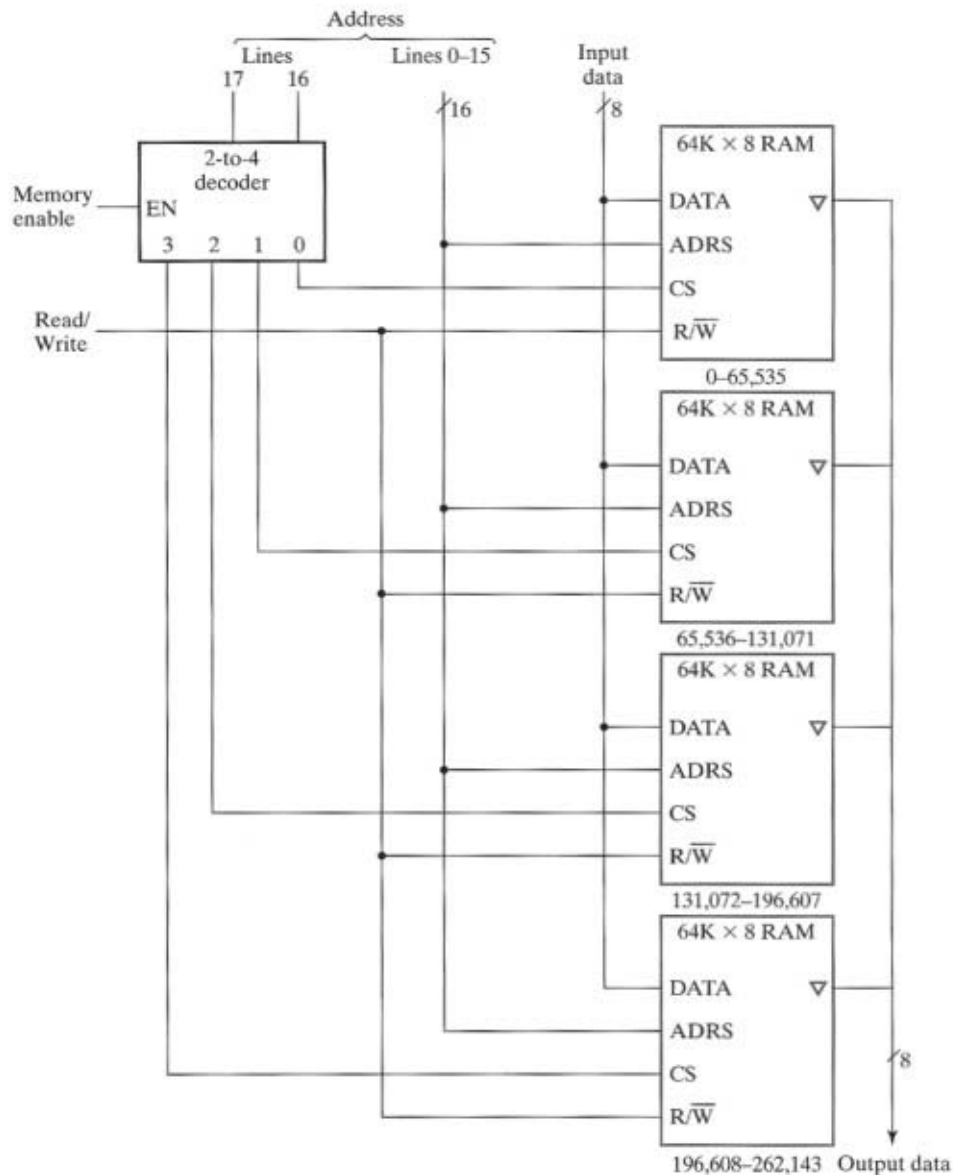 Address
Lines
17 16
Lines 0–15
16
Input
data
8
2-to-4
decoder
EN
3 2 1 0
Memory
enable
Read/
Write
64K × 8 RAM
DATA
ADRS
CS
R/W̅
0–65,535
64K × 8 RAM
DATA
ADRS
CS
R/W̅
65,536–131,071
64K × 8 RAM
DATA
ADRS
CS
R/W̅
131,072–196,607
64K × 8 RAM
DATA
ADRS
CS
R/W̅
196,608–262,143
8
Output data